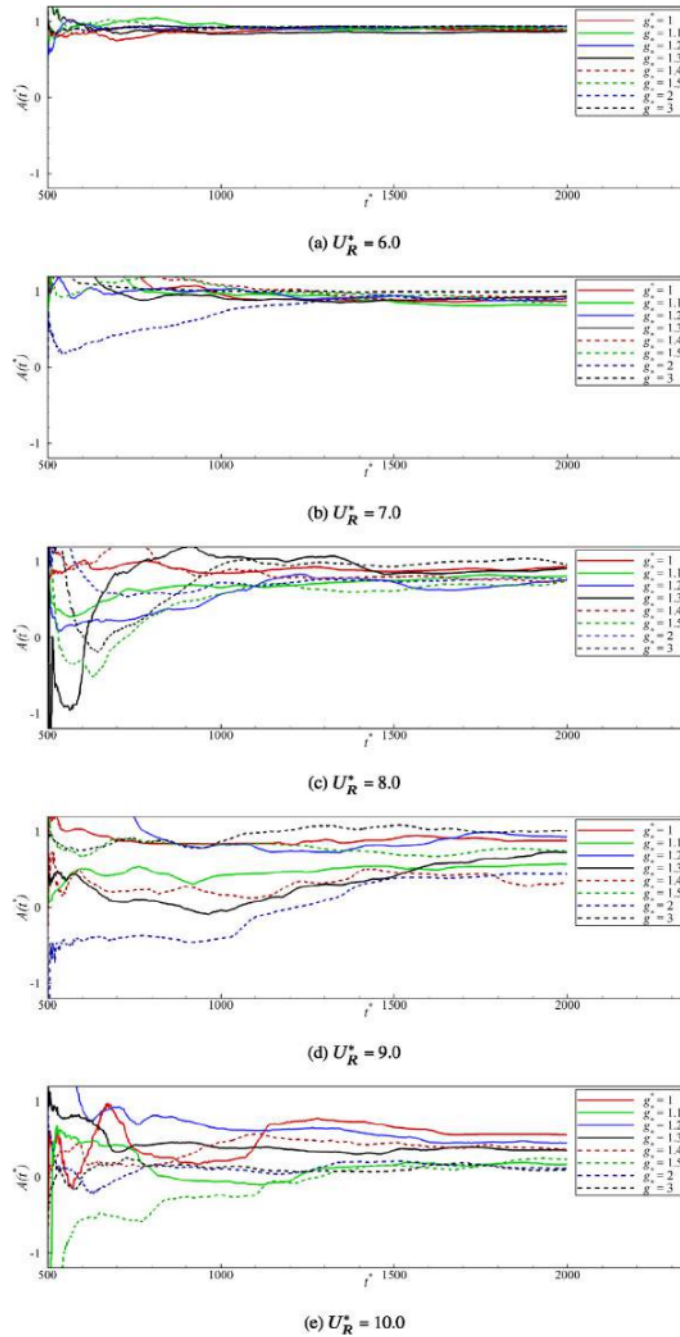 1
0
-1
A(t*)
500
1000
1500
2000
t*
g* = 1
g* = 1.1
g* = 1.2
g* = 1.3
g* = 1.4
g* = 1.5
g* = 2
g* = 3
(a) U*R = 6.0
1
0
-1
A(t*)
500
1000
1500
2000
t*
g* = 1
g* = 1.1
g* = 1.2
g* = 1.3
g* = 1.4
g* = 1.5
g* = 2
g* = 3
(b) U*R = 7.0
1
0
-1
A(t*)
500
1000
1500
2000
t*
g* = 1
g* = 1.1
g* = 1.2
g* = 1.3
g* = 1.4
g* = 1.5
g* = 2
g* = 3
(c) U*R = 8.0
1
0
-1
A(t*)
500
1000
1500
2000
t*
g* = 1
g* = 1.1
g* = 1.2
g* = 1.3
g* = 1.4
g* = 1.5
g* = 2
g* = 3
(d) U*R = 9.0
1
0
-1
A(t*)
500
1000
1500
2000
t*
g* = 1
g* = 1.1
g* = 1.2
g* = 1.3
g* = 1.4
g* = 1.5
g* = 2
g* = 3
(e) U*R = 10.0